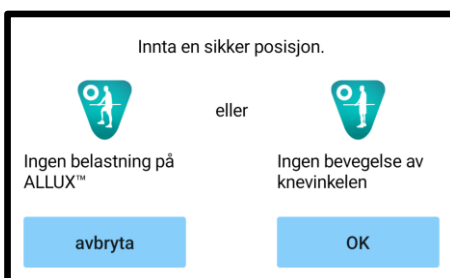 Innta en sikker posisjon.
eller
Ingen belastning på
ALLUX™
Ingen bevegelse av
knevinkelen
avbryta
OK